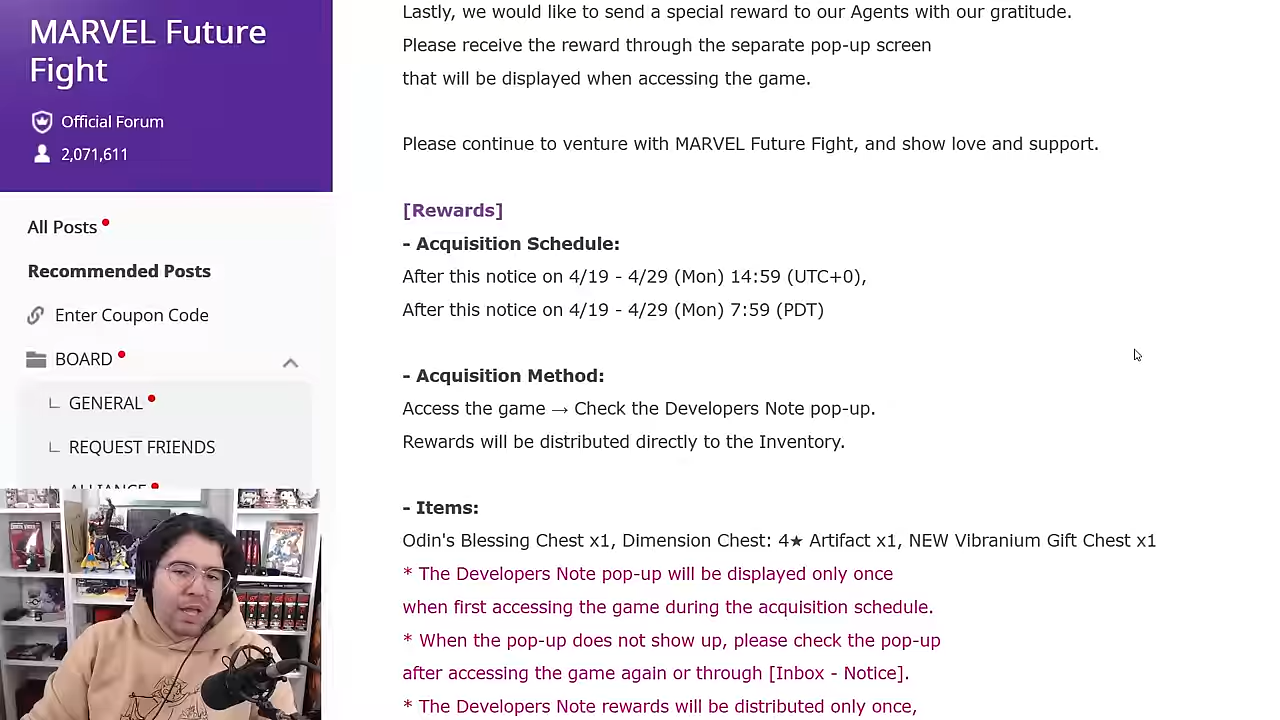 MARVEL Future
Fight
Official Forum
2,071,611
All Posts
Recommended Posts
Enter Coupon Code
BOARD
GENERAL
REQUEST FRIENDS
ALLIANCE
Lastly, we would like to send a special reward to our Agents with our gratitude.
Please receive the reward through the separate pop-up screen
that will be displayed when accessing the game.
Please continue to venture with MARVEL Future Fight, and show love and support.
[Rewards]
- Acquisition Schedule:
After this notice on 4/19 - 4/29 (Mon) 14:59 (UTC+0),
After this notice on 4/19 - 4/29 (Mon) 7:59 (PDT)
- Acquisition Method:
Access the game → Check the Developers Note pop-up.
Rewards will be distributed directly to the Inventory.
- Items:
Odin's Blessing Chest x1, Dimension Chest: 4★ Artifact x1, NEW Vibranium Gift Chest x1
* The Developers Note pop-up will be displayed only once
when first accessing the game during the acquisition schedule.
* When the pop-up does not show up, please check the pop-up
after accessing the game again or through [Inbox - Notice].
* The Developers Note rewards will be distributed only once,